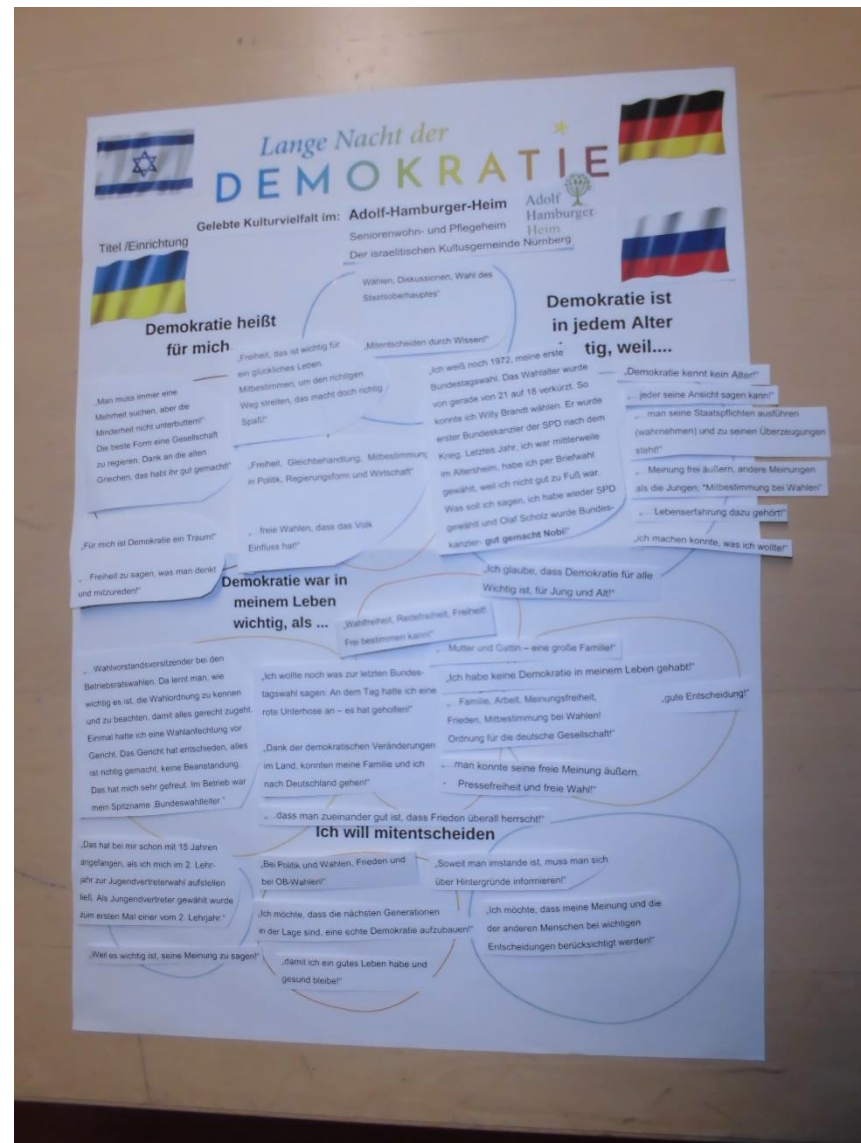 Lange Nacht der
DEMOKRATIE
Gelebte Kulturvielfalt im: Adolf-Hamburger-Heim
Seniorenwohn- und Pflegeheim
Der israelitischen Kultusgemeinde Nürnberg
Adolf
Hamburger
Heim
Titel /Einrichtung
Demokratie heißt
für mich
Wählen, Diskussionen, Wahl des
Staatsoberhauptes"
„Mitentscheiden durch Wissen!"
„Man muss immer eine
Mehrheit suchen, aber die
Minderheit nicht unterbuttern!"
Die beste Form eine Gesellschaft
zu regieren. Dank an die alten
Griechen, das habt ihr gut gemacht!"
„Freiheit, das ist wichtig für
ein glückliches Leben
Mitbestimmen, um den richtigen
Weg streiten, das macht doch richtig
Spaß!"
„Freiheit, Gleichbehandlung, Mitbestimmung
in Politik, Regierungsform und Wirtschaft"
„... freie Wahlen, dass das Volk
Einfluss hat!"
„Für mich ist Demokratie ein Traum!"
„... Freiheit zu sagen, was man denkt
und mitzureden!"
Demokratie ist
in jedem Alter
tig, weil....
„Ich weiß noch 1972, meine erste
Bundestagswahl. Das Wahlalter wurde
von gerade von 21 auf 18 verkürzt. So
konnte ich Willy Brandt wählen. Er wurde
erster Bundeskanzler der SPD nach dem
Krieg. Letztes Jahr, ich war mittlerweile
im Altersheim, habe ich per Briefwahl
gewählt, weil ich nicht gut zu Fuß war.
Was soll ich sagen, ich habe wieder SPD
gewählt und Olaf Scholz wurde Bundes-
kanzler- gut gemacht Nobi!"
„Demokratie kennt kein Alter!"
„... jeder seine Ansicht sagen kann!"
„... man seine Staatspflichten ausführen
(wahrnehmen) und zu seinen Überzeugungen
steht!"
„... Meinung frei äußern, andere Meinungen
als die Jungen, "Mitbestimmung bei Wahlen"
„... Lebenserfahrung dazu gehört!"
„ich machen konnte, was ich wollte!"
„Ich glaube, dass Demokratie für alle
Wichtig ist, für Jung und Alt!"
Demokratie war in
meinem Leben
wichtig, als ...
„Wahlfreiheit, Redefreiheit, Freiheit!
Frei bestimmen kann!"
„... Wahlvorstandsvorsitzender bei den
Betriebsratswahlen. Da lernt man, wie
wichtig es ist, die Wahlordnung zu kennen
und zu beachten, damit alles gerecht zugeht.
Einmal hatte ich eine Wahlanfechtung vor
Gericht. Das Gericht hat entschieden, alles
ist richtig gemacht, keine Beanstandung.
Das hat mich sehr gefreut. Im Betrieb war
mein Spitzname „Bundeswahlleiter."
„Ich wollte noch was zur letzten Bundes-
tagswahl sagen: An dem Tag hatte ich eine
rote Unterhose an – es hat geholfen!"
„Dank der demokratischen Veränderungen
im Land, konnten meine Familie und ich
nach Deutschland gehen!"
„... Mutter und Gattin – eine große Familie!"
„Ich habe keine Demokratie in meinem Leben gehabt!"
„... Familie, Arbeit, Meinungsfreiheit,
Frieden, Mitbestimmung bei Wahlen!
Ordnung für die deutsche Gesellschaft!"
„gute Entscheidung!"
„... man konnte seine freie Meinung äußern.
- Pressefreiheit und freie Wahl!"
„... dass man zueinander gut ist, dass Frieden überall herrscht!"
Ich will mitentscheiden
„Das hat bei mir schon mit 15 Jahren
angefangen, als ich mich im 2. Lehr-
jahr zur Jugendvertreterwahl aufstellen
ließ. Als Jungendvertreter gewählt wurde
zum ersten Mal einer vom 2. Lehrjahr."
„Weil es wichtig ist, seine Meinung zu sagen!"
„Bei Politik und Wahlen, Frieden und
bei OB-Wahlen!"
„Ich möchte, dass die nächsten Generationen
in der Lage sind, eine echte Demokratie aufzubauen!"
„damit ich ein gutes Leben habe und
gesund bleibe!"
„Soweit man imstande ist, muss man sich
über Hintergründe informieren!"
„Ich möchte, dass meine Meinung und die
der anderen Menschen bei wichtigen
Entscheidungen berücksichtigt werden!"